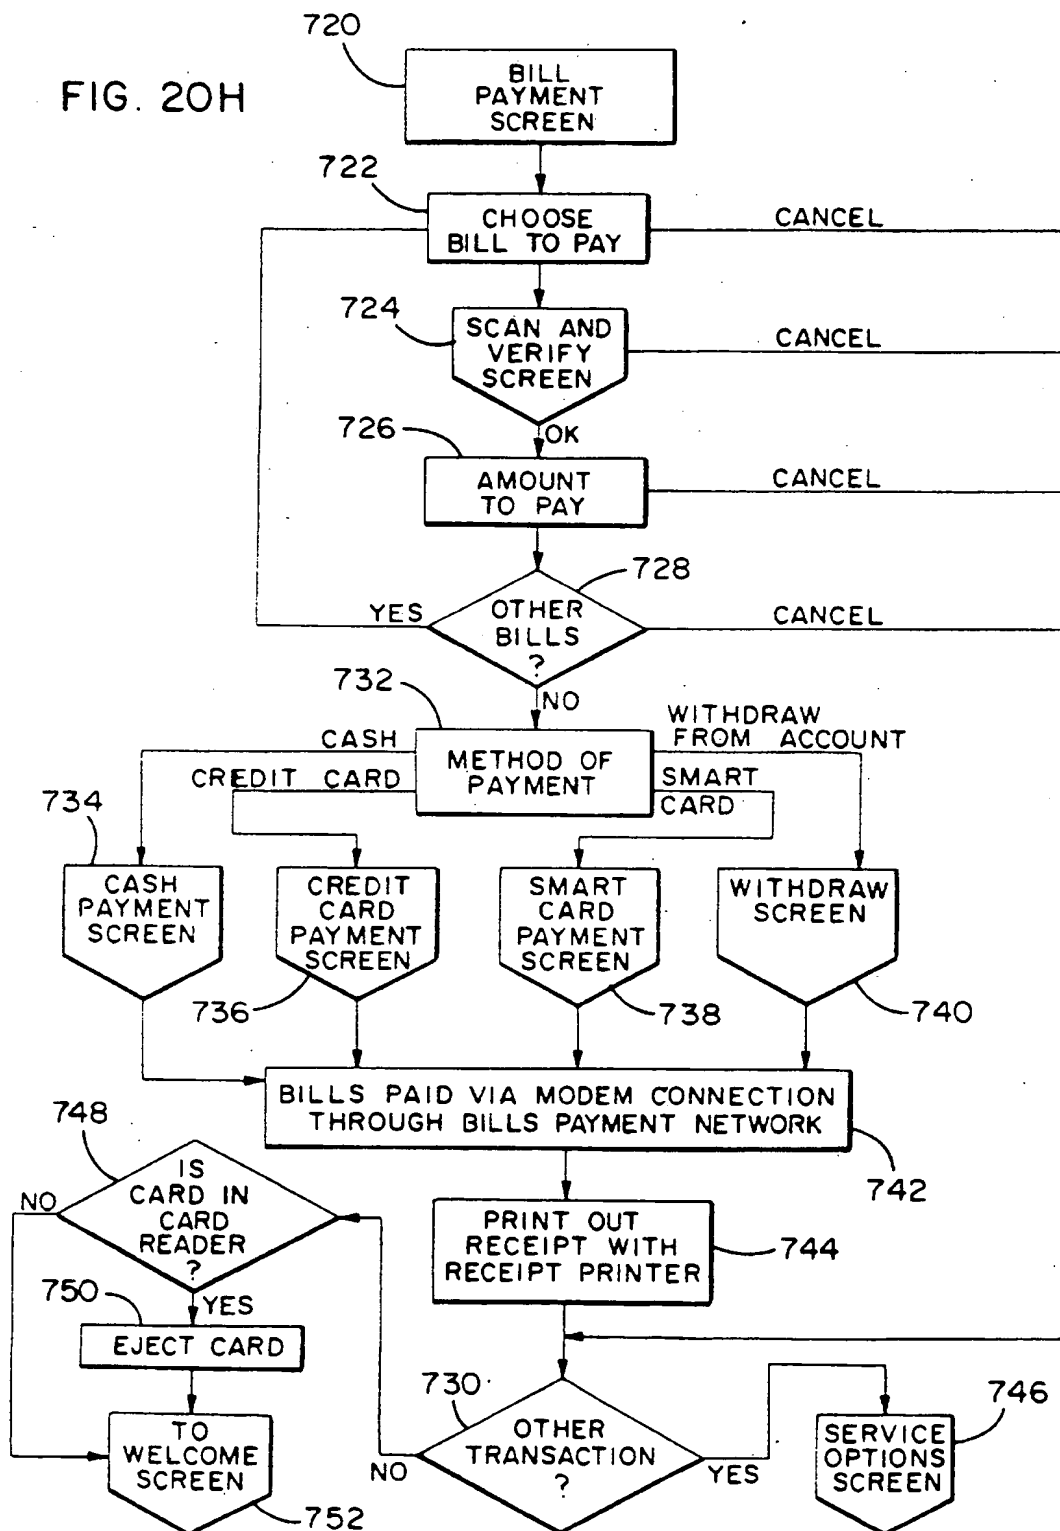 720
FIG. 20H
BILL
PAYMENT
SCREEN
722
CHOOSE
BILL TO PAY
CANCEL
724
SCAN AND
VERIFY
SCREEN
CANCEL
OK
726
AMOUNT
TO PAY
CANCEL
728
YES
OTHER
BILLS
?
CANCEL
NO
732
CASH
CREDIT CARD
METHOD OF
PAYMENT
WITHDRAW
FROM ACCOUNT
SMART
CARD
734
CASH
PAYMENT
SCREEN
CREDIT
CARD
PAYMENT
SCREEN
SMART
CARD
PAYMENT
SCREEN
WITHDRAW
SCREEN
736
738
740
BILLS PAID VIA MODEM CONNECTION
THROUGH BILLS PAYMENT NETWORK
742
748
NO
IS
CARD IN
CARD
READER
?
YES
PRINT OUT
RECEIPT WITH
RECEIPT PRINTER
744
750
EJECT CARD
730
OTHER
TRANSACTION
?
NO
YES
746
SERVICE
OPTIONS
SCREEN
TO
WELCOME
SCREEN
752